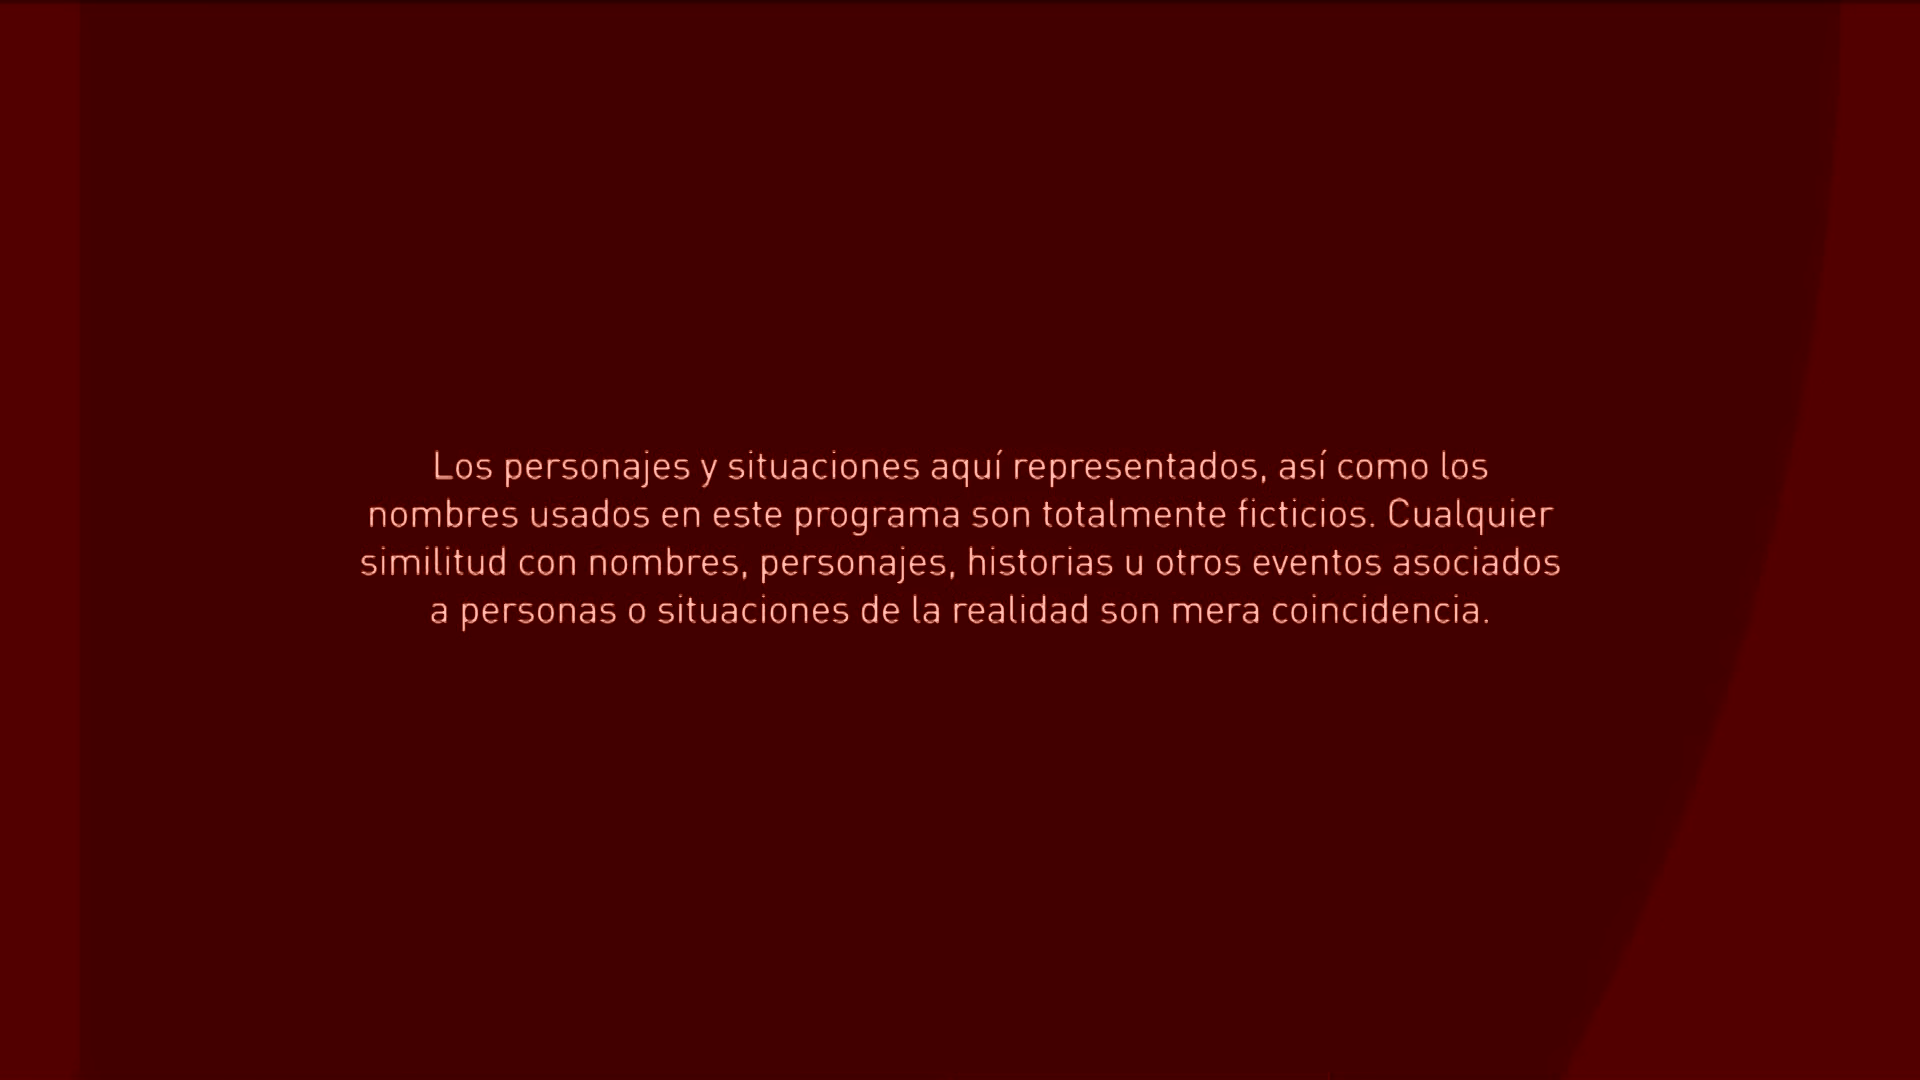 Los personajes y situaciones aquí representados, así como los
nombres usados en este programa son totalmente ficticios. Cualquier
similitud con nombres, personajes, historias u otros eventos asociados
a personas o situaciones de la realidad son mera coincidencia.